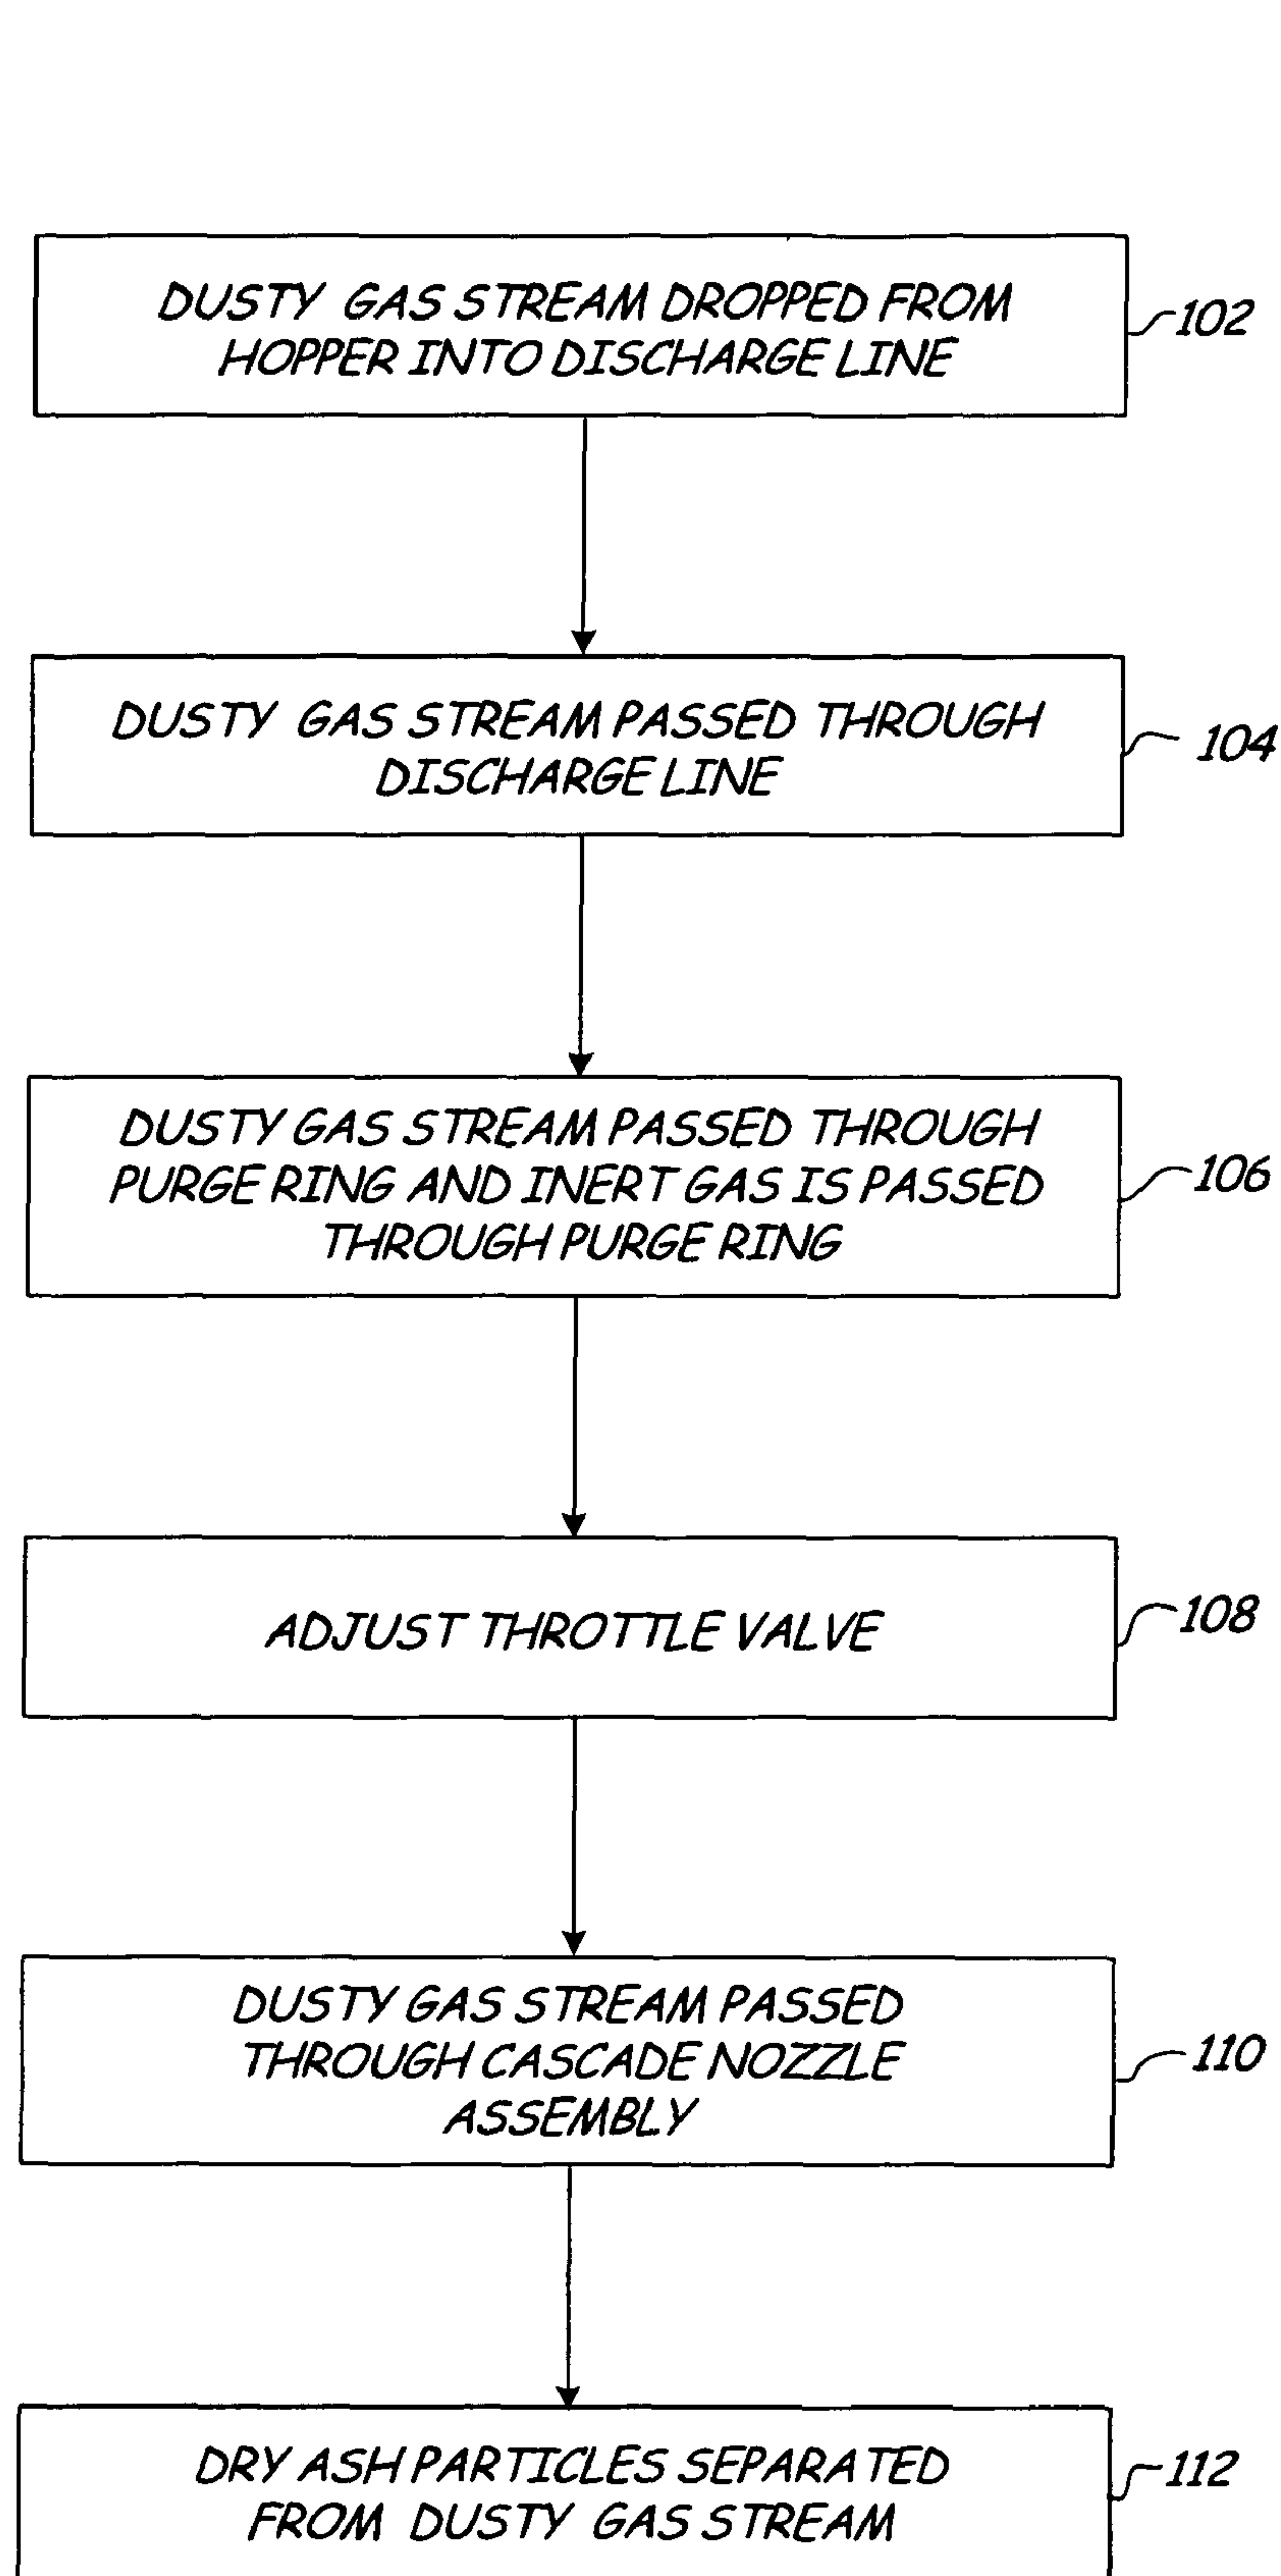 DUSTY GAS STREAM DROPPED FROM
HOPPER INTO DISCHARGE LINE
102
DUSTY GAS STREAM PASSED THROUGH
DISCHARGE LINE
104
DUSTY GAS STREAM PASSED THROUGH
PURGE RING AND INERT GAS IS PASSED
THROUGH PURGE RING
106
ADJUST THROTTLE VALVE
108
DUSTY GAS STREAM PASSED
THROUGH CASCADE NOZZLE
ASSEMBLY
110
DRY ASH PARTICLES SEPARATED
FROM DUSTY GAS STREAM
112